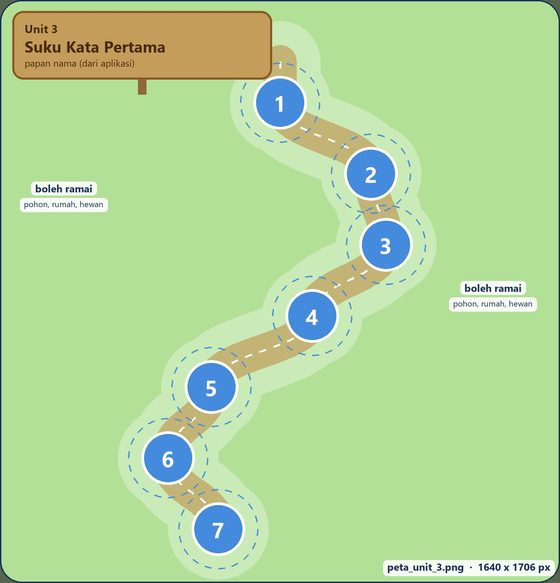 Unit 3
Suku Kata Pertama
papan nama (dari aplikasi)
1
2
boleh ramai
pohon, rumah, hewan
3
boleh ramai
pohon, rumah, hewan
4
5
6
7
peta_unit_3.png · 1640 x 1706 px